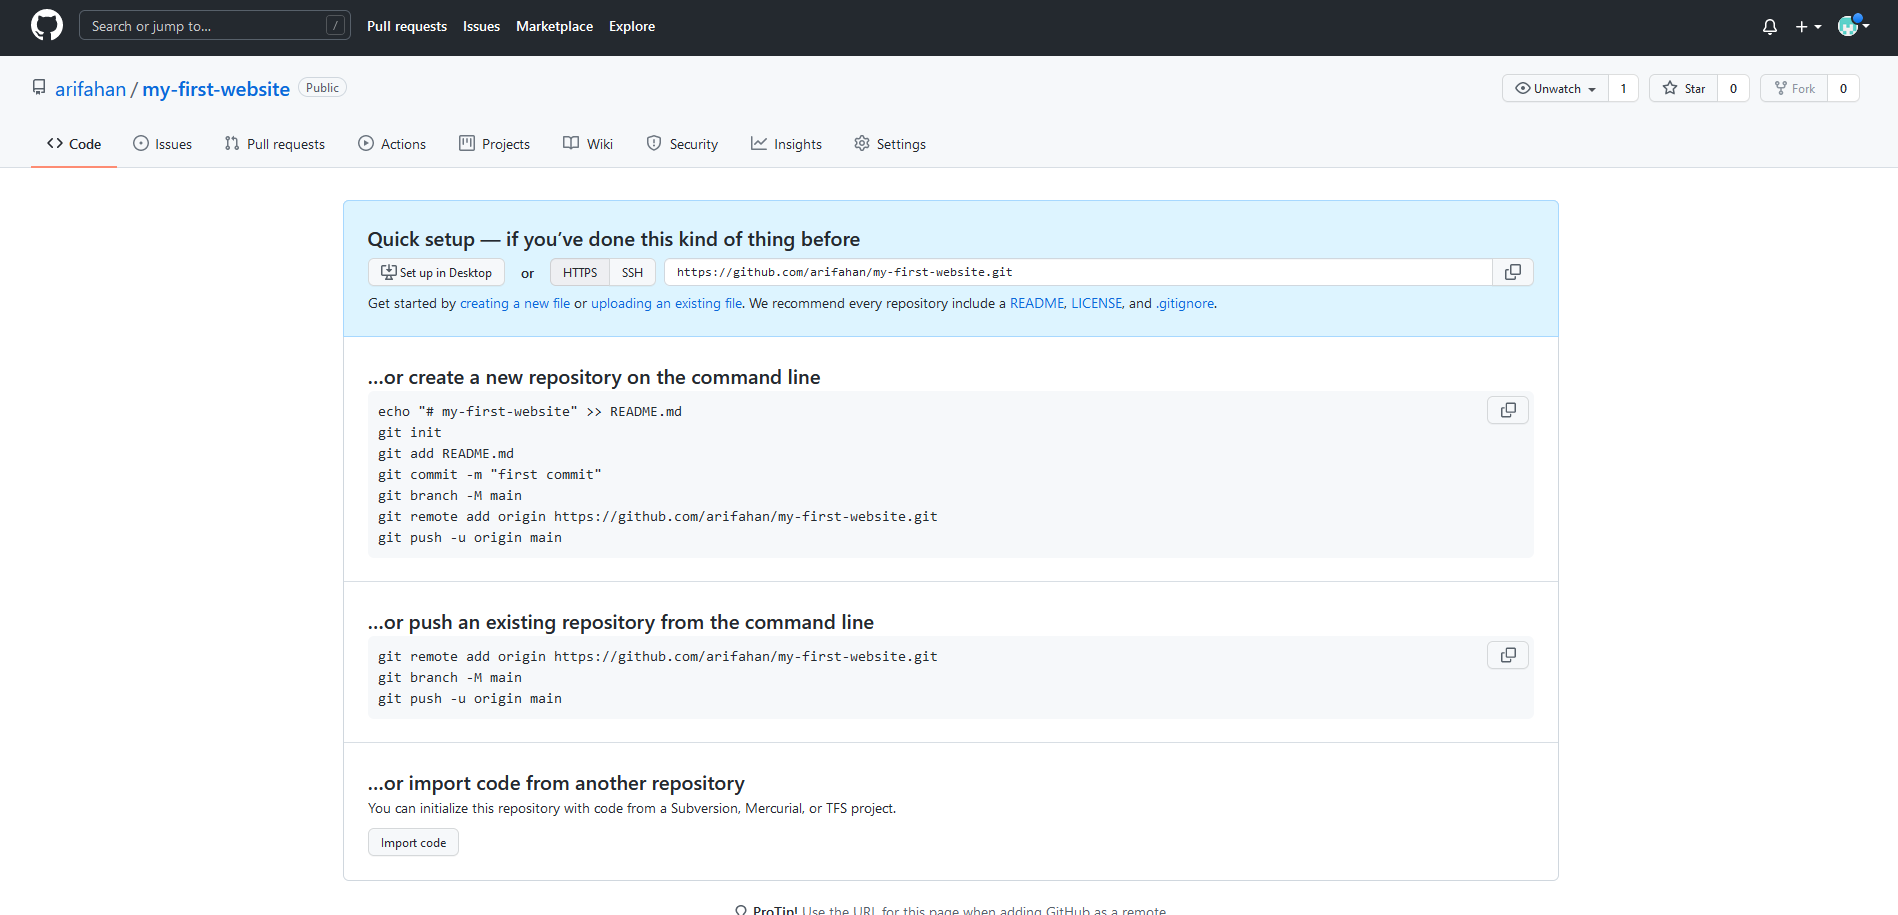 Search or jump to... /
Pull requests Issues Marketplace Explore
arifahan / my-first-website Public
Unwatch 1 Star 0 Fork 0
Code Issues Pull requests Actions Projects Wiki Security Insights Settings
Quick setup — if you’ve done this kind of thing before
Set up in Desktop or HTTPS SSH https://github.com/arifahan/my-first-website.git
Get started by creating a new file or uploading an existing file. We recommend every repository include a README, LICENSE, and .gitignore.
…or create a new repository on the command line
echo "# my-first-website" >> README.md
git init
git add README.md
git commit -m "first commit"
git branch -M main
git remote add origin https://github.com/arifahan/my-first-website.git
git push -u origin main
…or push an existing repository from the command line
git remote add origin https://github.com/arifahan/my-first-website.git
git branch -M main
git push -u origin main
…or import code from another repository
You can initialize this repository with code from a Subversion, Mercurial, or TFS project.
Import code
ProTip! Use the URL for this page when adding GitHub as a remote.